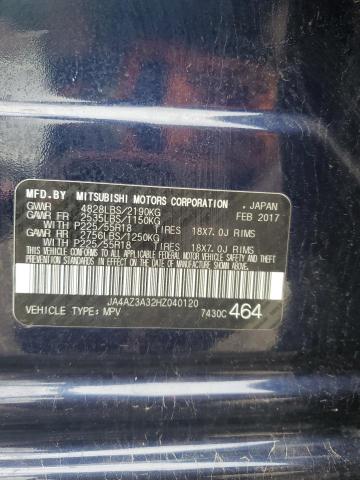 MFD.BY MITSUBISHI MOTORS CORPORATION , JAPAN
GVWR 4828LBS/2190KG FEB 2017
GAWR FR 2535LBS/1150KG
WITH P225/55R18 TIRES 18X7.0J RIMS
GAWR RR 2756LBS/1250KG
WITH P225/55R18 TIRES 18X7.0J RIMS
THIS VEHICLE CONFORMS TO ALL APPLICABLE FEDERAL MOTOR VEHICLE SAFETY, BUMPER, AND THEFT PREVENTION STANDARDS IN EFFECT ON THE DATE OF MANUFACTURE SHOWN ABOVE.
JA4AZ3A32HZ040120
VEHICLE TYPE: MPV 7430C 464